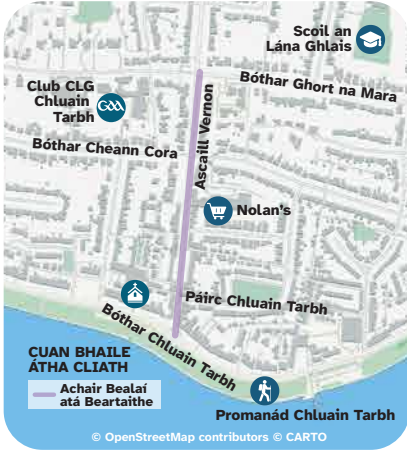 Scoil an
Lána Ghlais
Bóthar Ghort na Mara
Club CLG
Chluain
Tarbh
GAA
Bóthar Cheann Cora
Ascaill Vernon
Nolan's
Páirc Chluain Tarbh
Bóthar Chluain Tarbh
CUAN BHAILE
ÁTHA CLIATH
Achair Bealaí
atá Beartaithe
Promanád Chluain Tarbh
© OpenStreetMap contributors © CARTO